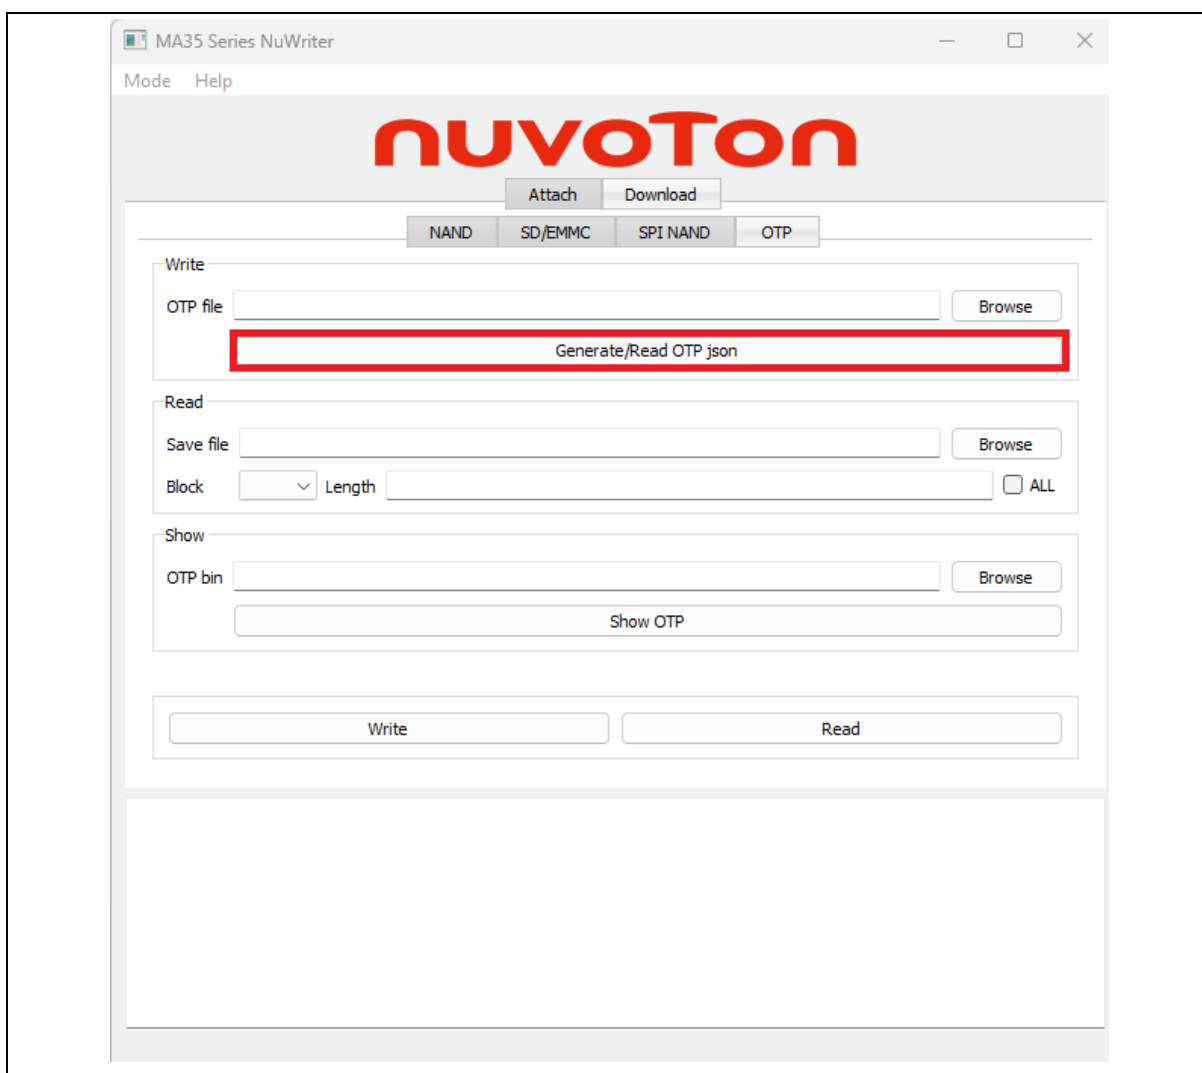 MA35 Series NuWriter
Mode Help
nuvoTon
Attach Download
NAND SD/EMMC SPI NAND OTP
Write
OTP file Browse
Generate/Read OTP json
Read
Save file Browse
Block Length ALL
Show
OTP bin Browse
Show OTP
Write Read